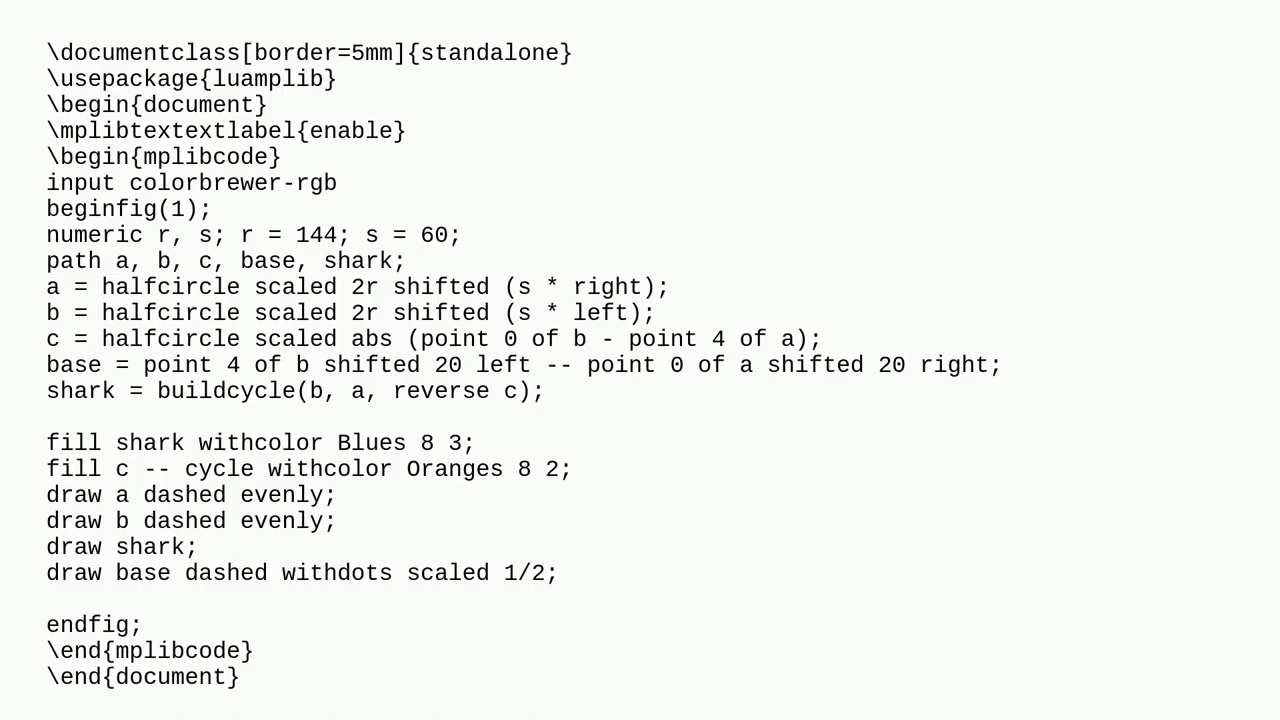 \documentclass[border=5mm]{standalone}
\usepackage{luamplib}
\begin{document}
\mplibtextextlabel{enable}
\begin{mplibcode}
input colorbrewer-rgb
beginfig(1);
numeric r, s; r = 144; s = 60;
path a, b, c, base, shark;
a = halfcircle scaled 2r shifted (s * right);
b = halfcircle scaled 2r shifted (s * left);
c = halfcircle scaled abs (point 0 of b - point 4 of a);
base = point 4 of b shifted 20 left -- point 0 of a shifted 20 right;
shark = buildcycle(b, a, reverse c);

fill shark withcolor Blues 8 3;
fill c -- cycle withcolor Oranges 8 2;
draw a dashed evenly;
draw b dashed evenly;
draw shark;
draw base dashed withdots scaled 1/2;

endfig;
\end{mplibcode}
\end{document}